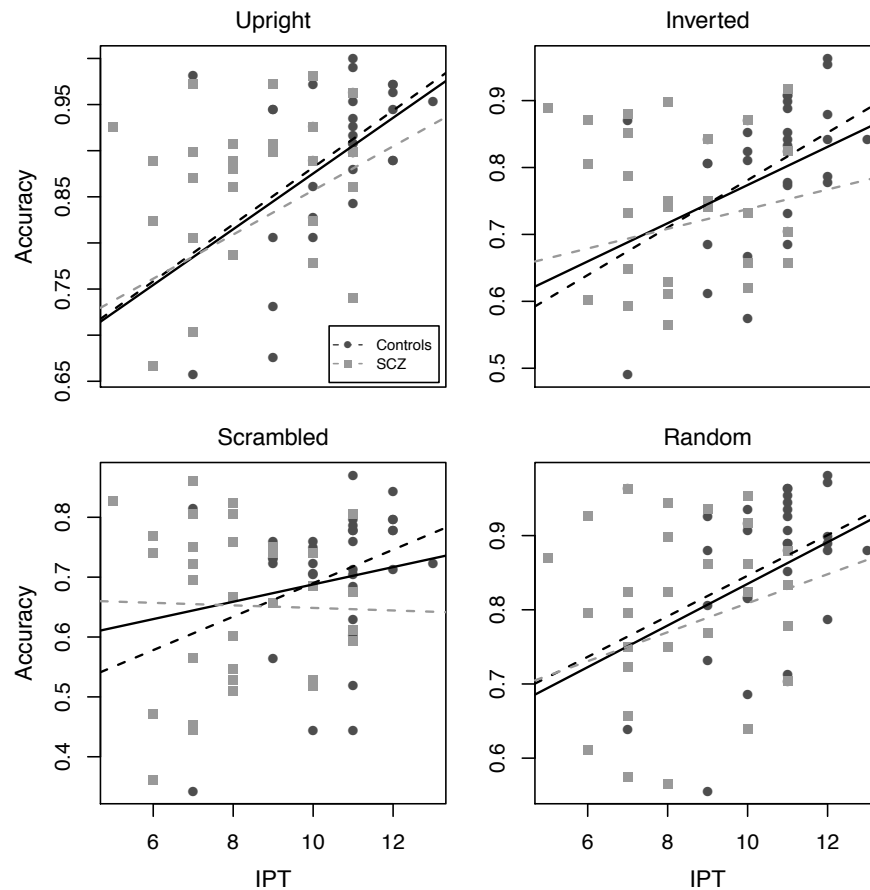 Upright
Inverted
Accuracy
0.65 0.75 0.85 0.95
Controls
SCZ
0.5 0.6 0.7 0.8 0.9
Scrambled
Random
Accuracy
0.4 0.5 0.6 0.7 0.8
0.6 0.7 0.8 0.9
6 8 10 12
6 8 10 12
IPT
IPT